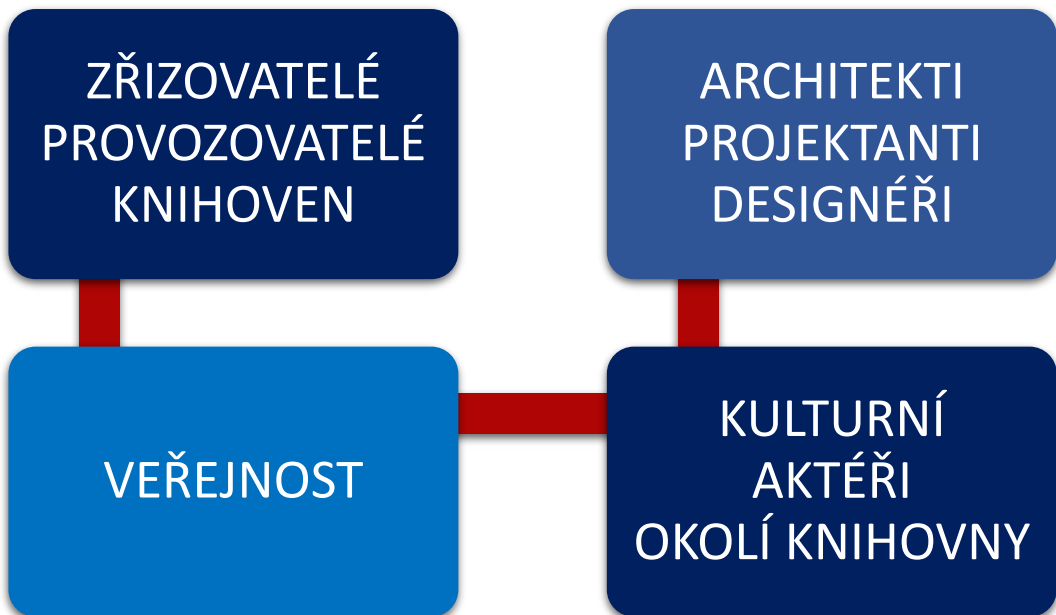 ZŘIZOVATELÉ
PROVOZOVATELÉ
KNIHOVEN
ARCHITEKTI
PROJEKTANTI
DESIGNÉŘI
VEŘEJNOST
KULTURNÍ
AKTÉŘI
OKOLÍ KNIHOVNY